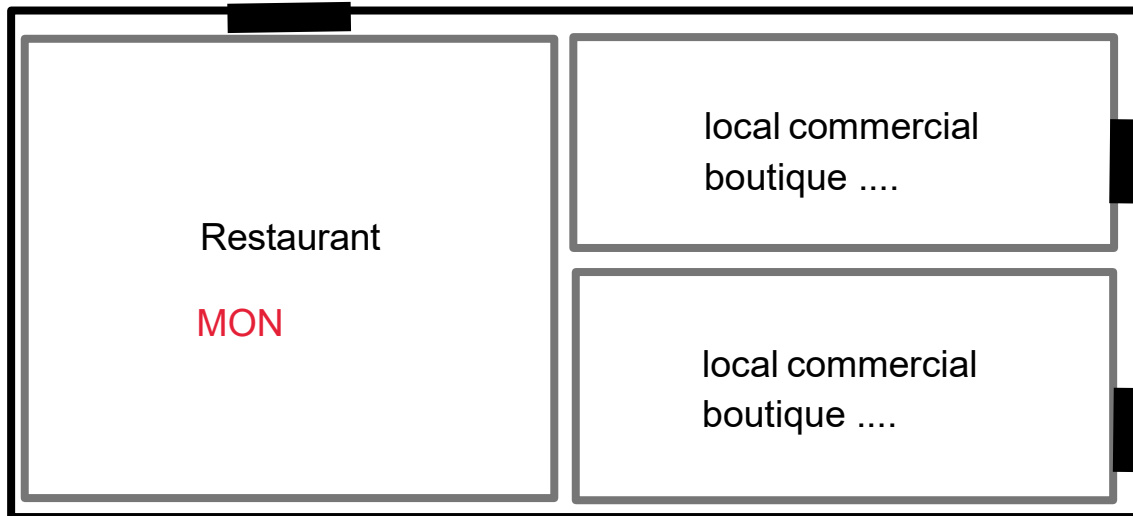 Restaurant
MON
local commercial
boutique ....
local commercial
boutique ....